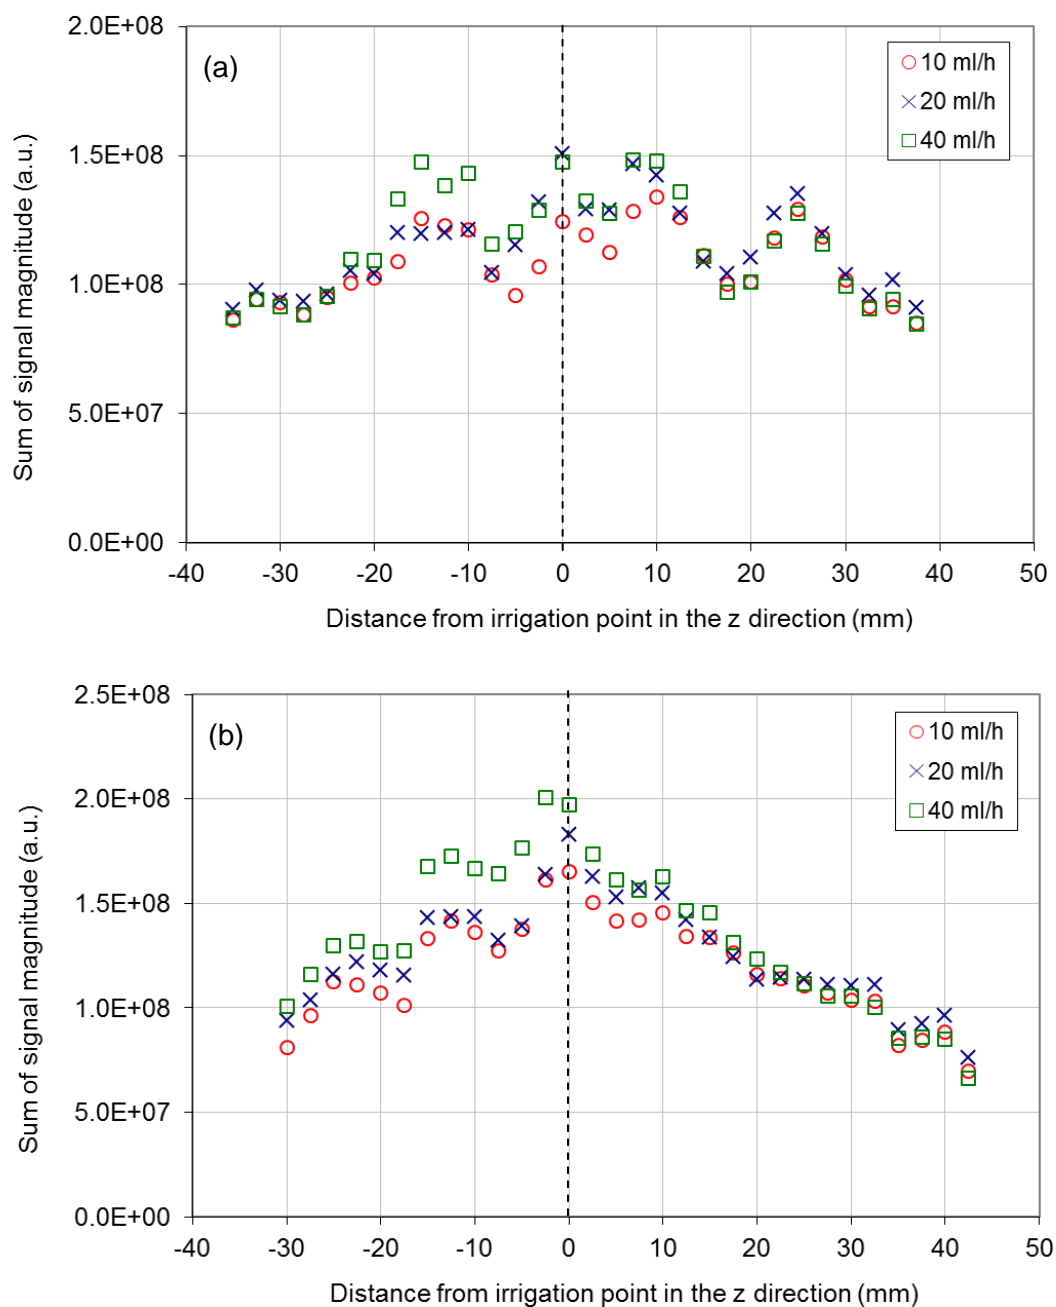 2.0E+08
(a)
10 ml/h
20 ml/h
40 ml/h
1.5E+08
1.0E+08
5.0E+07
0.0E+00
Sum of signal magnitude (a.u.)
-40 -30 -20 -10 0 10 20 30 40 50
Distance from irrigation point in the z direction (mm)
2.5E+08
(b)
10 ml/h
20 ml/h
40 ml/h
2.0E+08
1.5E+08
1.0E+08
5.0E+07
0.0E+00
Sum of signal magnitude (a.u.)
-40 -30 -20 -10 0 10 20 30 40 50
Distance from irrigation point in the z direction (mm)